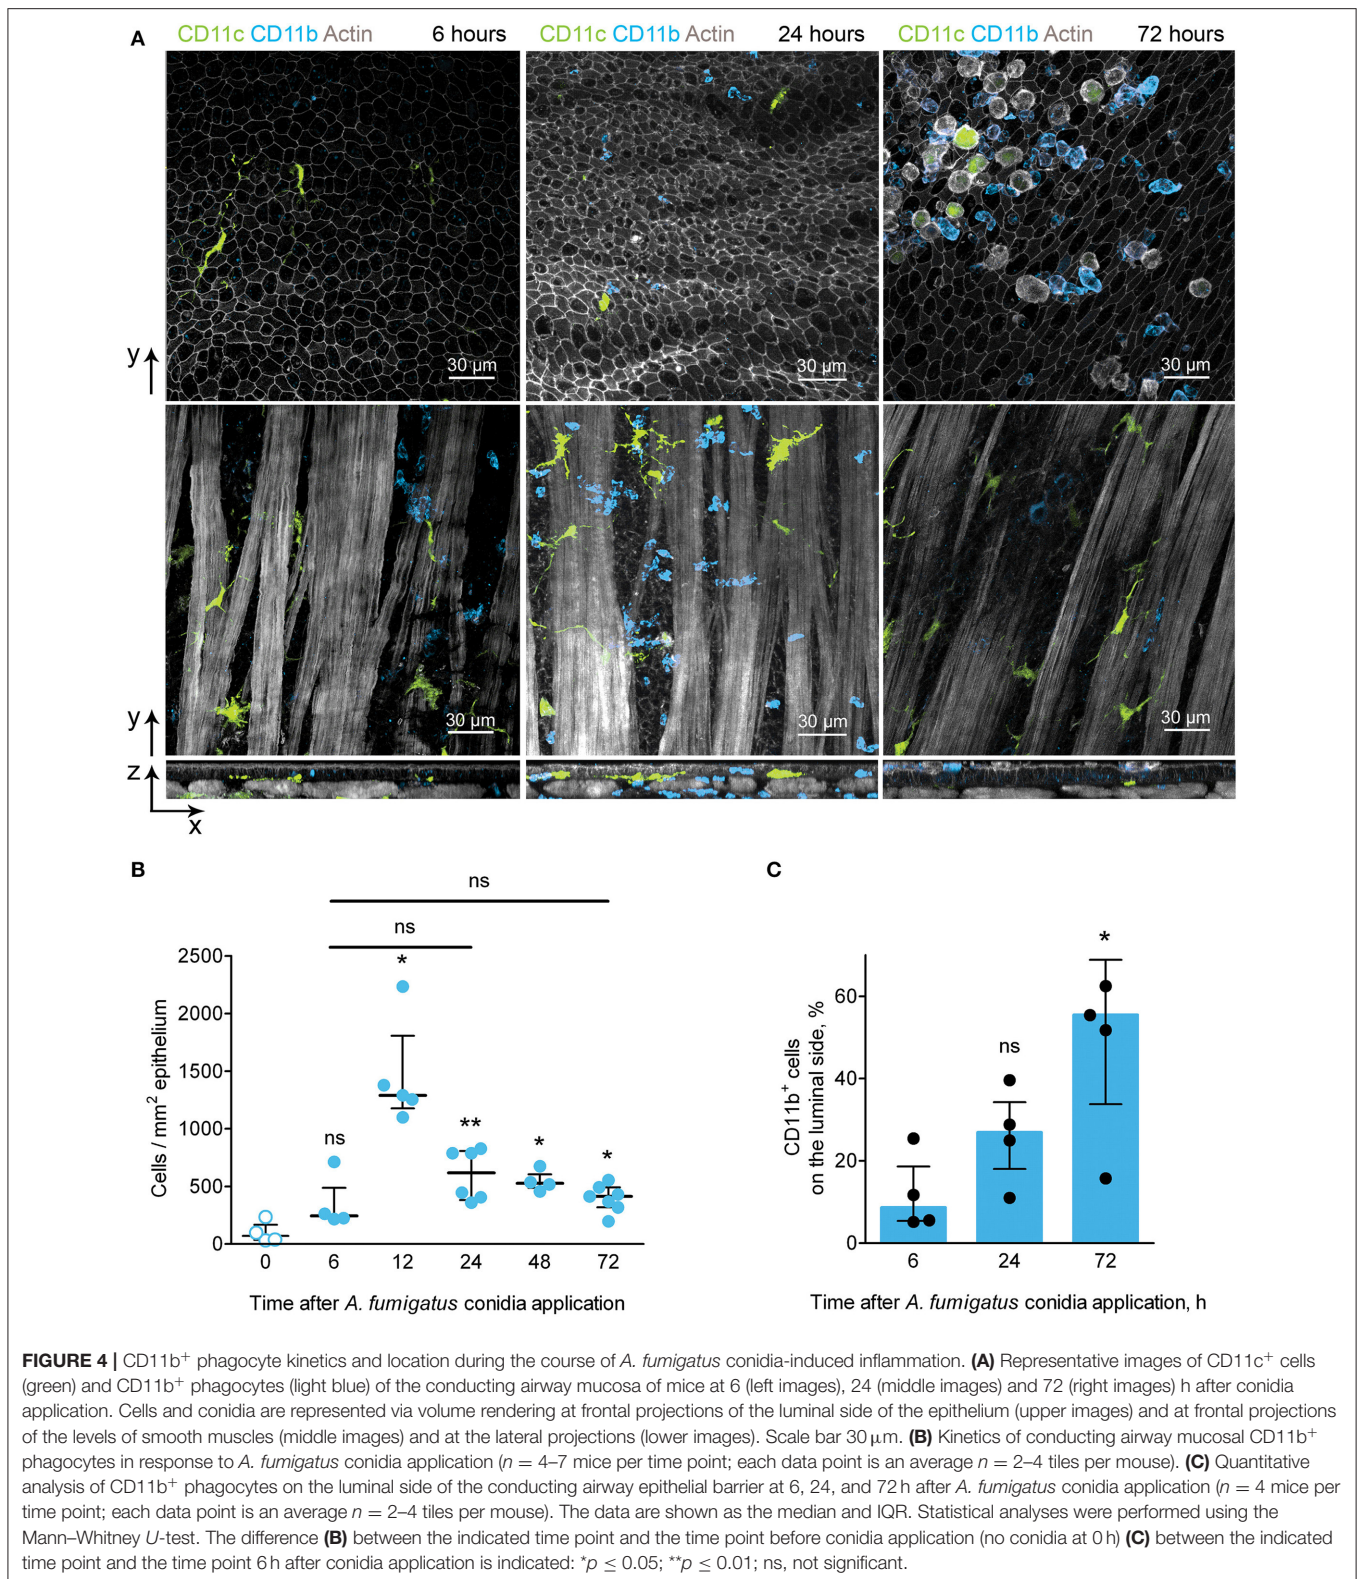 A CD11c CD11b Actin 6 hours CD11c CD11b Actin 24 hours CD11c CD11b Actin 72 hours
y 30 µm 30 µm 30 µm
y 30 µm 30 µm 30 µm
z
x
B
ns
ns
Cells / mm² epithelium
2500
2000
1500
1000
500
0
ns * ** * *
0 6 12 24 48 72
Time after A. fumigatus conidia application
C
CD11b⁺ cells
on the luminal side, %
60
40
20
0
ns *
6 24 72
Time after A. fumigatus conidia application, h
FIGURE 4 | CD11b⁺ phagocyte kinetics and location during the course of A. fumigatus conidia-induced inflammation. (A) Representative images of CD11c⁺ cells
(green) and CD11b⁺ phagocytes (light blue) of the conducting airway mucosa of mice at 6 (left images), 24 (middle images) and 72 (right images) h after conidia
application. Cells and conidia are represented via volume rendering at frontal projections of the luminal side of the epithelium (upper images) and at frontal projections
of the levels of smooth muscles (middle images) and at the lateral projections (lower images). Scale bar 30 µm. (B) Kinetics of conducting airway mucosal CD11b⁺
phagocytes in response to A. fumigatus conidia application (n = 4–7 mice per time point; each data point is an average n = 2–4 tiles per mouse). (C) Quantitative
analysis of CD11b⁺ phagocytes on the luminal side of the conducting airway epithelial barrier at 6, 24, and 72 h after A. fumigatus conidia application (n = 4 mice per
time point; each data point is an average n = 2–4 tiles per mouse). The data are shown as the median and IQR. Statistical analyses were performed using the
Mann–Whitney U-test. The difference (B) between the indicated time point and the time point before conidia application (no conidia at 0 h) (C) between the indicated
time point and the time point 6 h after conidia application is indicated: *p ≤ 0.05; **p ≤ 0.01; ns, not significant.